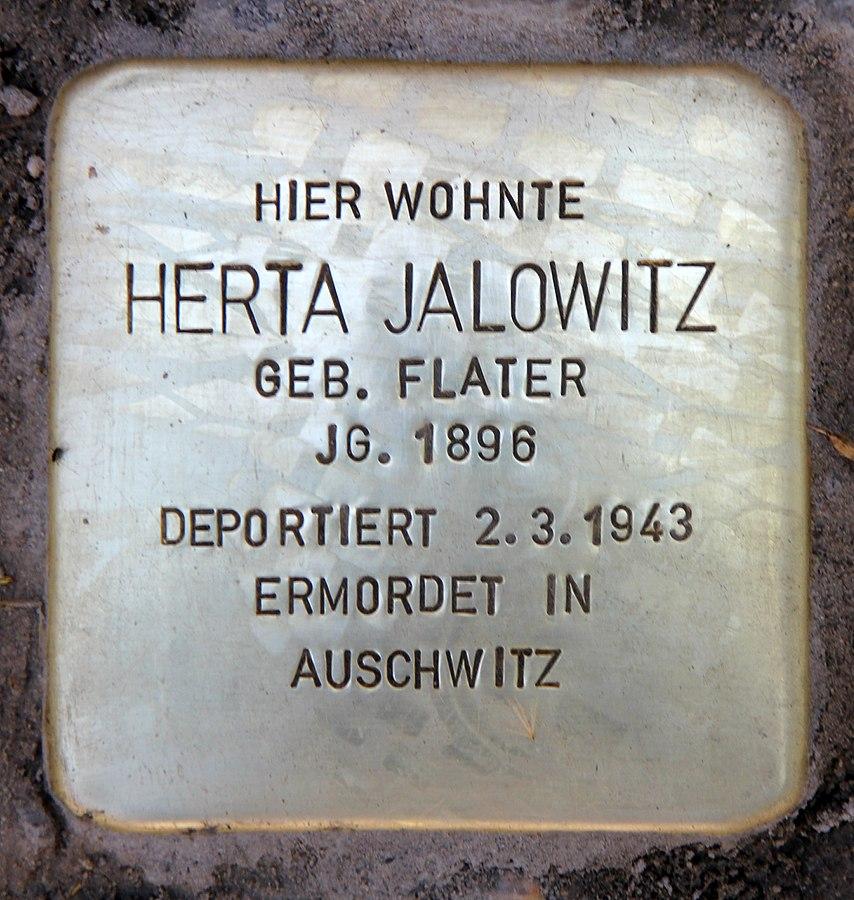 HIER WOHNTE
HERTA JALOWITZ
GEB. FLATER
JG. 1896
DEPORTIERT 2.3.1943
ERMORDET IN
AUSCHWITZ